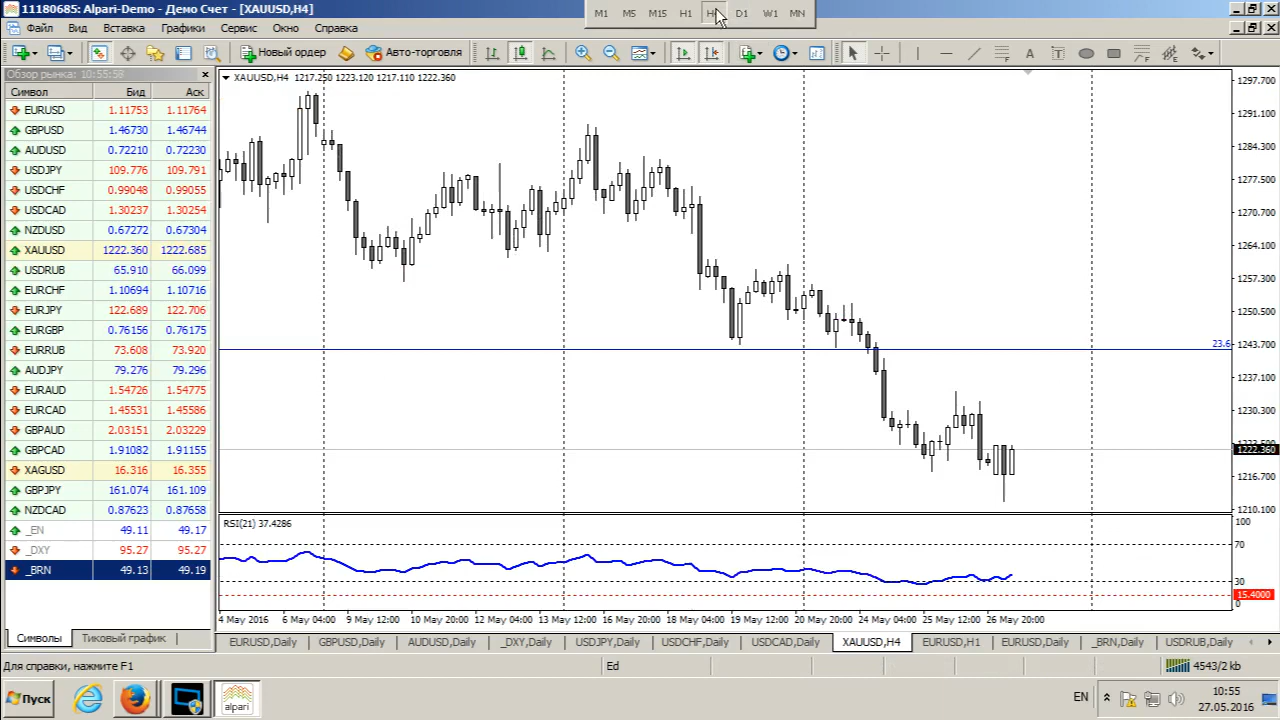 11180685: Alpari-Demo - Демо Счет - [XAUUSD,H4]
M1 M5 M15 H1 D1 W1 MN
Файл Вид Вставка Графики Сервис Окно Справка
Новый ордер Авто-торговля
Обзор рынка: 10:55:58
Символ Бид Аск
EURUSD 1.11753 1.11764
GBPUSD 1.46730 1.46744
AUDUSD 0.72210 0.72230
USDJPY 109.776 109.791
USDCHF 0.99048 0.99055
USDCAD 1.30237 1.30254
NZDUSD 0.67272 0.67304
XAUUSD 1222.360 1222.685
USDRUB 65.910 66.099
EURCHF 1.10694 1.10716
EURJPY 122.689 122.706
EURGBP 0.76156 0.76175
EURRUB 73.608 73.920
AUDJPY 79.276 79.296
EURAUD 1.54726 1.54775
EURCAD 1.45531 1.45586
GBPAUD 2.03151 2.03229
GBPCAD 1.91082 1.91155
XAGUSD 16.316 16.355
GBPJPY 161.074 161.109
NZDCAD 0.87623 0.87658
_EN 49.11 49.17
_DXY 95.27 95.27
_BRN 49.13 49.19
Символы Тиковый график
XAUUSD,H4 1217.250 1223.120 1217.110 1222.360
1297.700
1291.100
1284.300
1277.500
1270.700
1264.100
1257.300
1250.500
23.6 1243.700
1237.100
1230.300
1222.360
1216.700
1210.100
RSI(21) 37.4286
100
70
30
15.4000
0
4 May 2016 6 May 04:00 9 May 12:00 10 May 20:00 12 May 04:00 13 May 12:00 16 May 20:00 18 May 04:00 19 May 12:00 20 May 20:00 24 May 04:00 25 May 12:00 26 May 20:00
EURUSD,Daily GBPUSD,Daily AUDUSD,Daily _DXY,Daily USDJPY,Daily USDCHF,Daily USDCAD,Daily XAUUSD,H4 EURUSD,H1 EURUSD,Daily _BRN,Daily USDRUB,Daily
Для справки, нажмите F1 Ed 4543/2 kb
Пуск alpari EN 10:55
27.05.2016